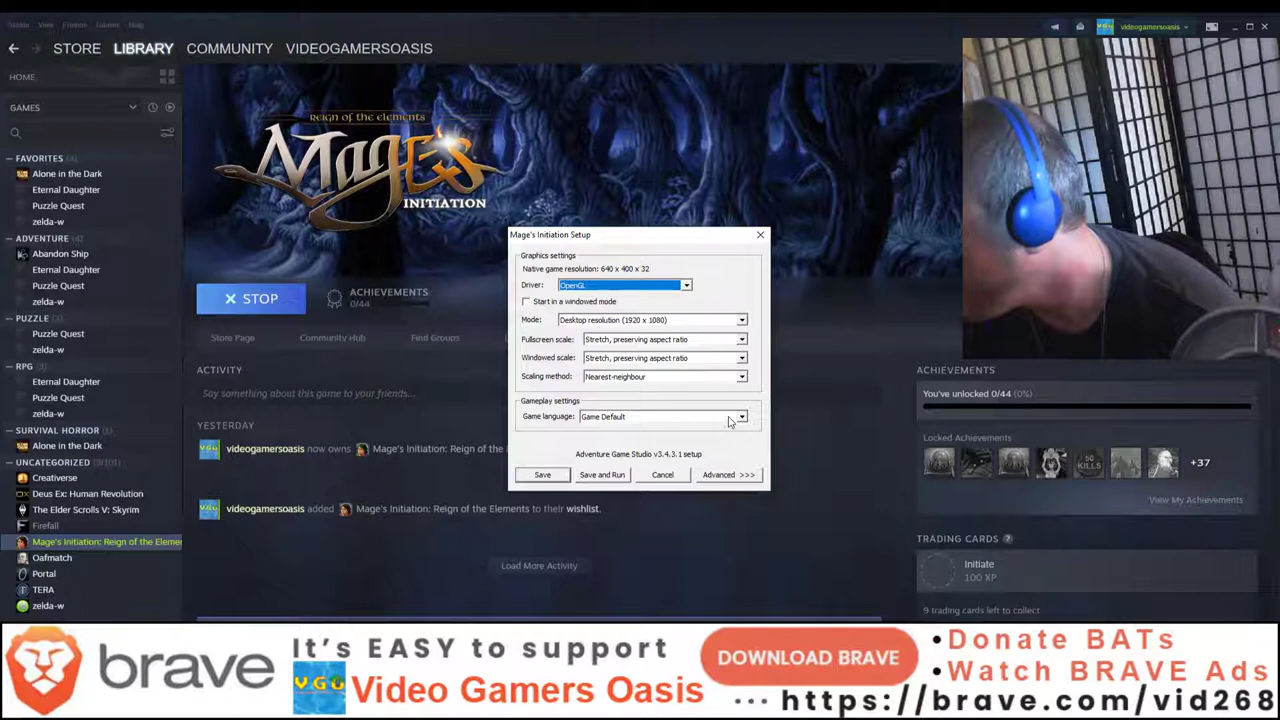 View Friends Games Help
videogamersoasis
STORE LIBRARY COMMUNITY VIDEOGAMERSOASIS
HOME
GAMES
FAVORITES (4)
Alone in the Dark
Eternal Daughter
Puzzle Quest
zelda-w
ADVENTURE (4)
Abandon Ship
Eternal Daughter
Puzzle Quest
zelda-w
PUZZLE
Puzzle Quest
zelda-w
RPG
Eternal Daughter
Puzzle Quest
zelda-w
SURVIVAL HORROR
Alone in the Dark
UNCATEGORIZED
Creativerse
Deus Ex: Human Revolution
The Elder Scrolls V: Skyrim
Firefall
Mage's Initiation: Reign of the Elemen
Oafmatch
Portal
TERA
zelda-w
Reign of the elements
Mages
INITIATION
STOP
ACHIEVEMENTS
0/44
Store Page Community Hub Find Groups
ACTIVITY
Say something about this game to your friends...
YESTERDAY
videogamersoasis now owns Mage's Initiation: Reign of the
videogamersoasis added Mage's Initiation: Reign of the Elements to their wishlist.
Load More Activity
Mage's Initiation Setup
Graphics settings
Native game resolution: 640 x 400 x 32
Driver: OpenGL
Start in a windowed mode
Mode: Desktop resolution (1920 x 1080)
Fullscreen scale: Stretch, preserving aspect ratio
Windowed scale: Stretch, preserving aspect ratio
Scaling method: Nearest-neighbour
Gameplay settings
Game language: Game Default
Adventure Game Studio v3.4.3.1 setup
Save Save and Run Cancel Advanced >>>
ACHIEVEMENTS
You've unlocked 0/44 (0%)
Locked Achievements
50
KILLS
+37
View My Achievements
TRADING CARDS
Initiate
100 XP
9 trading cards left to collect
brave
It's EASY to support
VGO
Video Gamers Oasis
DOWNLOAD BRAVE
•Donate BATs
•Watch BRAVE Ads
••• https://brave.com/vid268